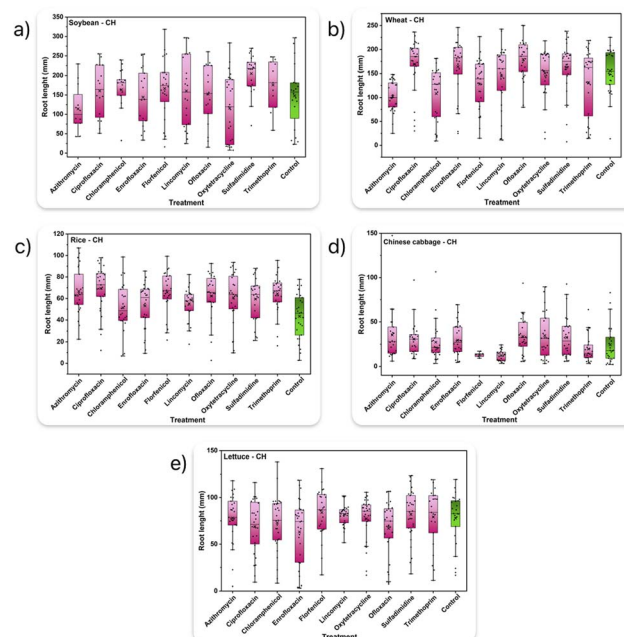 a)
Soybean - CH
Root lenght (mm)
350
300
250
200
150
100
50
0
Azithromycin
Ciprofloxacin
Chloramphenicol
Enrofloxacin
Florfenicol
Lincomycin
Ofloxacin
Oxytetracycline
Sulfadimidine
Trimethoprim
Control
Treatment
b)
Wheat - CH
Root lenght (mm)
250
200
150
100
50
0
Azithromycin
Ciprofloxacin
Chloramphenicol
Enrofloxacin
Florfenicol
Lincomycin
Ofloxacin
Oxytetracycline
Sulfadimidine
Trimethoprim
Control
Treatment
c)
Rice - CH
Root lenght (mm)
120
100
80
60
40
20
0
Azithromycin
Ciprofloxacin
Chloramphenicol
Enrofloxacin
Florfenicol
Lincomycin
Ofloxacin
Oxytetracycline
Sulfadimidine
Trimethoprim
Control
Treatment
d)
Chinese cabbage - CH
Root lenght (mm)
150
100
50
0
Azithromycin
Ciprofloxacin
Chloramphenicol
Enrofloxacin
Florfenicol
Lincomycin
Ofloxacin
Oxytetracycline
Sulfadimidine
Trimethoprim
Control
Treatment
e)
Lettuce - CH
Root lenght (mm)
150
100
50
0
Azithromycin
Ciprofloxacin
Chloramphenicol
Enrofloxacin
Florfenicol
Lincomycin
Oxytetracycline
Ofloxacin
Sulfadimidine
Trimethoprim
Control
Treatment